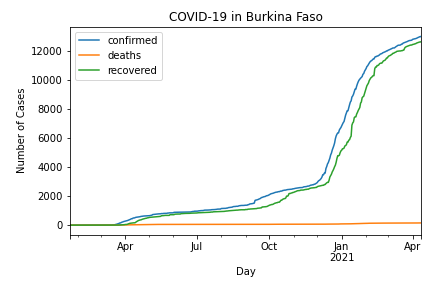 COVID-19 in Burkina Faso
confirmed
deaths
recovered
Number of Cases
12000
10000
8000
6000
4000
2000
0
Apr
Jul
Oct
Jan
2021
Apr
Day